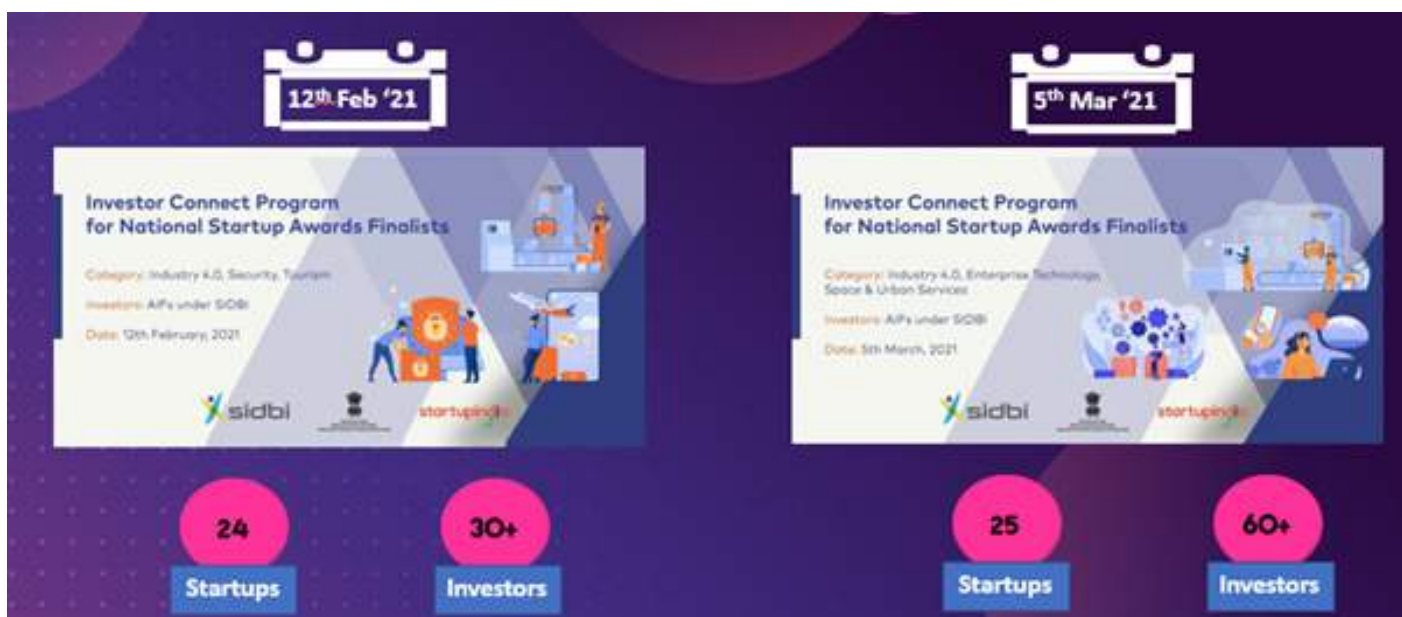 12th Feb '21
Investor Connect Program
for National Startup Awards Finalists
Category: Industry 4.0, Security, Tourism
Investors: AIFs under SIDBI
Date: 12th February, 2021
sidbi
startupindia
24
Startups
30+
Investors
5th Mar '21
Investor Connect Program
for National Startup Awards Finalists
Category: Industry 4.0, Enterprise Technology,
Space & Urban Services
Investors: AIFs under SIDBI
Date: 5th March, 2021
sidbi
startupindia
25
Startups
60+
Investors